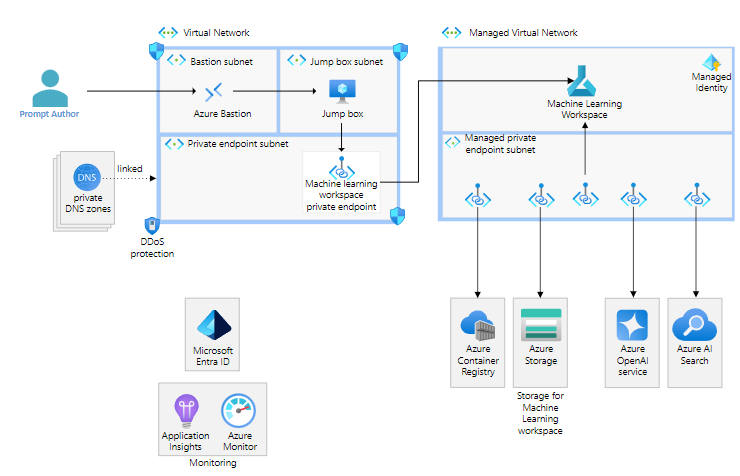 Virtual Network
Managed Virtual Network
Bastion subnet
Jump box subnet
Managed
Identity
Prompt Author
Azure Bastion
Jump box
Machine Learning
Workspace
Private endpoint subnet
Managed private
endpoint subnet
linked
DNS
private
DNS zones
Machine learning
workspace
private endpoint
DDoS
protection
Microsoft
Entra ID
Azure
Container
Registry
Azure
Storage
Azure
OpenAI
service
Azure AI
Search
Storage for
Machine
Learning
workspace
Application
Insights
Azure
Monitor
Monitoring